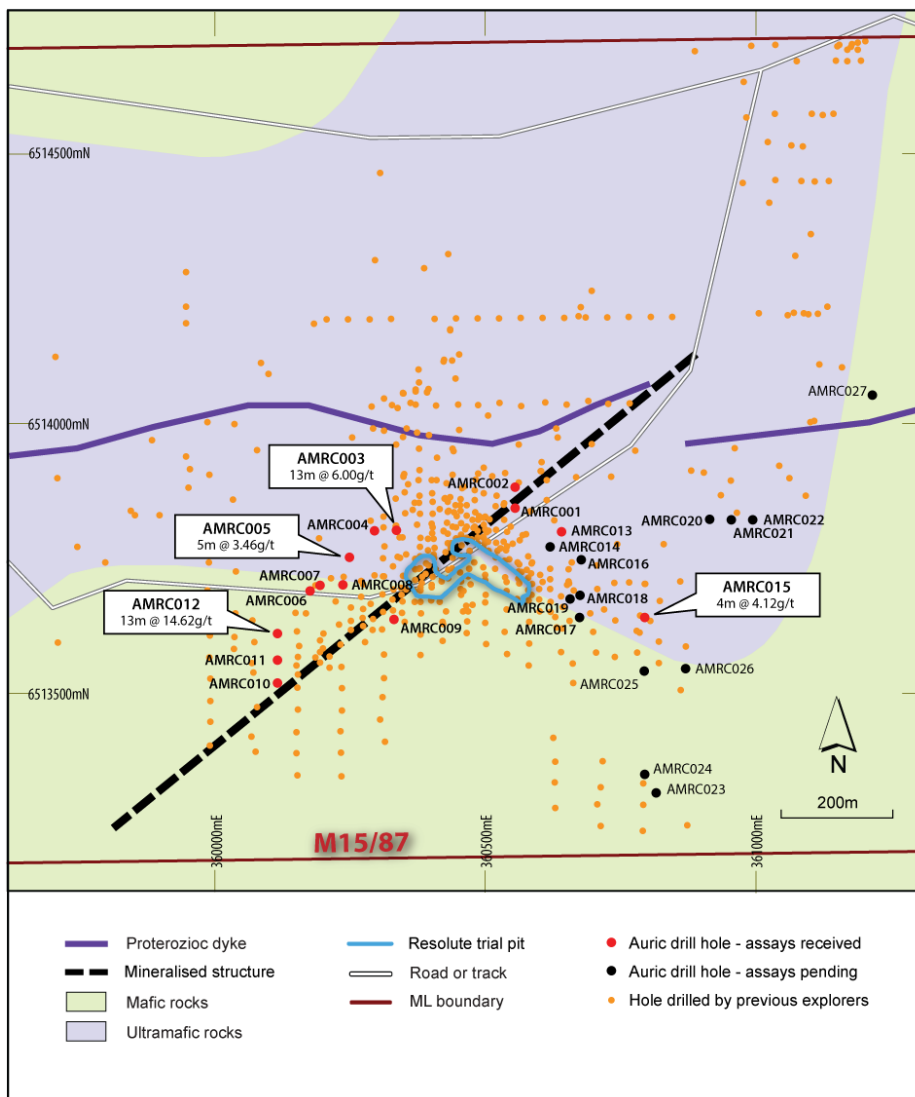 6514500mN
AMRC027
6514000mN
AMRC003
13m @ 6.00g/t
AMRC002
AMRC004
AMRC001
AMRC005
5m @ 3.46g/t
AMRC013
AMRC020
AMRC022
AMRC021
AMRC014
AMRC016
AMRC007
AMRC008
AMRC006
AMRC015
4m @ 4.12g/t
AMRC012
13m @ 14.62g/t
AMRC019
AMRC018
AMRC009
AMRC017
AMRC011
AMRC010
AMRC026
AMRC025
6513500mN
N
AMRC024
AMRC023
200m
360000mE
360500mE
361000mE
M15/87
Proterozioc dyke
Mineralised structure
Mafic rocks
Ultramafic rocks
Resolute trial pit
Road or track
ML boundary
Auric drill hole - assays received
Auric drill hole - assays pending
Hole drilled by previous explorers